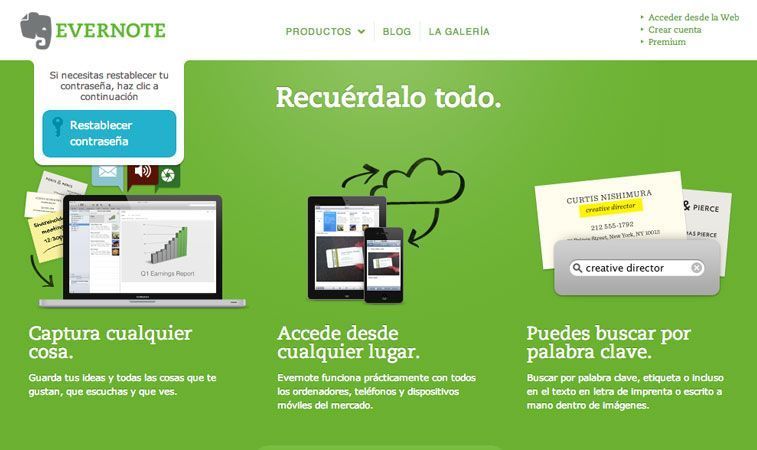 EVERNOTE
PRODUCTOS
BLOG
LA GALERÍA
Acceder desde la Web
Crear cuenta
Premium
Si necesitas restablecer tu
contraseña, haz clic a
continuación
Restablecer
contraseña
Recuérdalo todo.
meeting
Q1 Earnings Report
CURTIS NISHIMURA
creative director
212 555-1792
New York, NY 10013
& PIERCE
creative director
Captura cualquier
cosa.
Guarda tus ideas y todas las cosas que te
gustan, que escuchas y que ves.
Accede desde
cualquier lugar.
Evernote funciona prácticamente con todos
los ordenadores, teléfonos y dispositivos
móviles del mercado.
Puedes buscar por
palabra clave.
Buscar por palabra clave, etiqueta o incluso
en el texto en letra de imprenta o escrito a
mano dentro de imágenes.